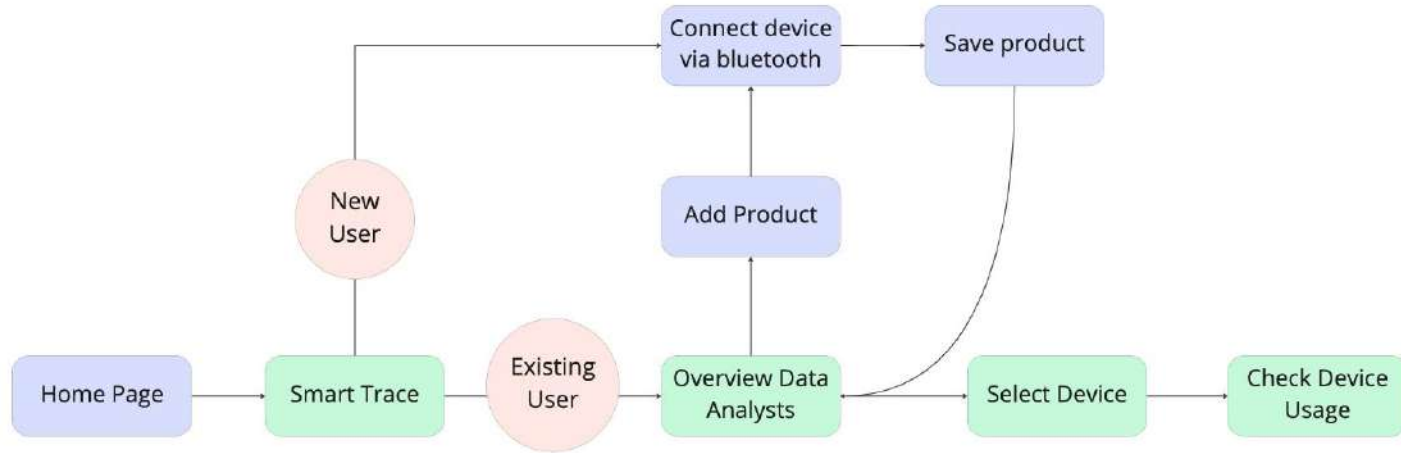 Connect device
via bluetooth
Save product
New
User
Add Product
Home Page
Smart Trace
Existing
User
Overview Data
Analysts
Select Device
Check Device
Usage